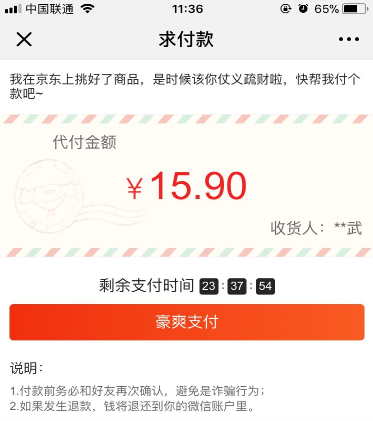 中国联通 11:36 65%
求付款
我在京东上挑好了商品，是时候该你仗义疏财啦，快帮我付个
款吧~
代付金额
¥15.90
收货人：**武
剩余支付时间 23:37:54
豪爽支付
说明：
1.付款前务必和好友再次确认，避免是诈骗行为；
2.如果发生退款，钱将退还到你的微信账户里。